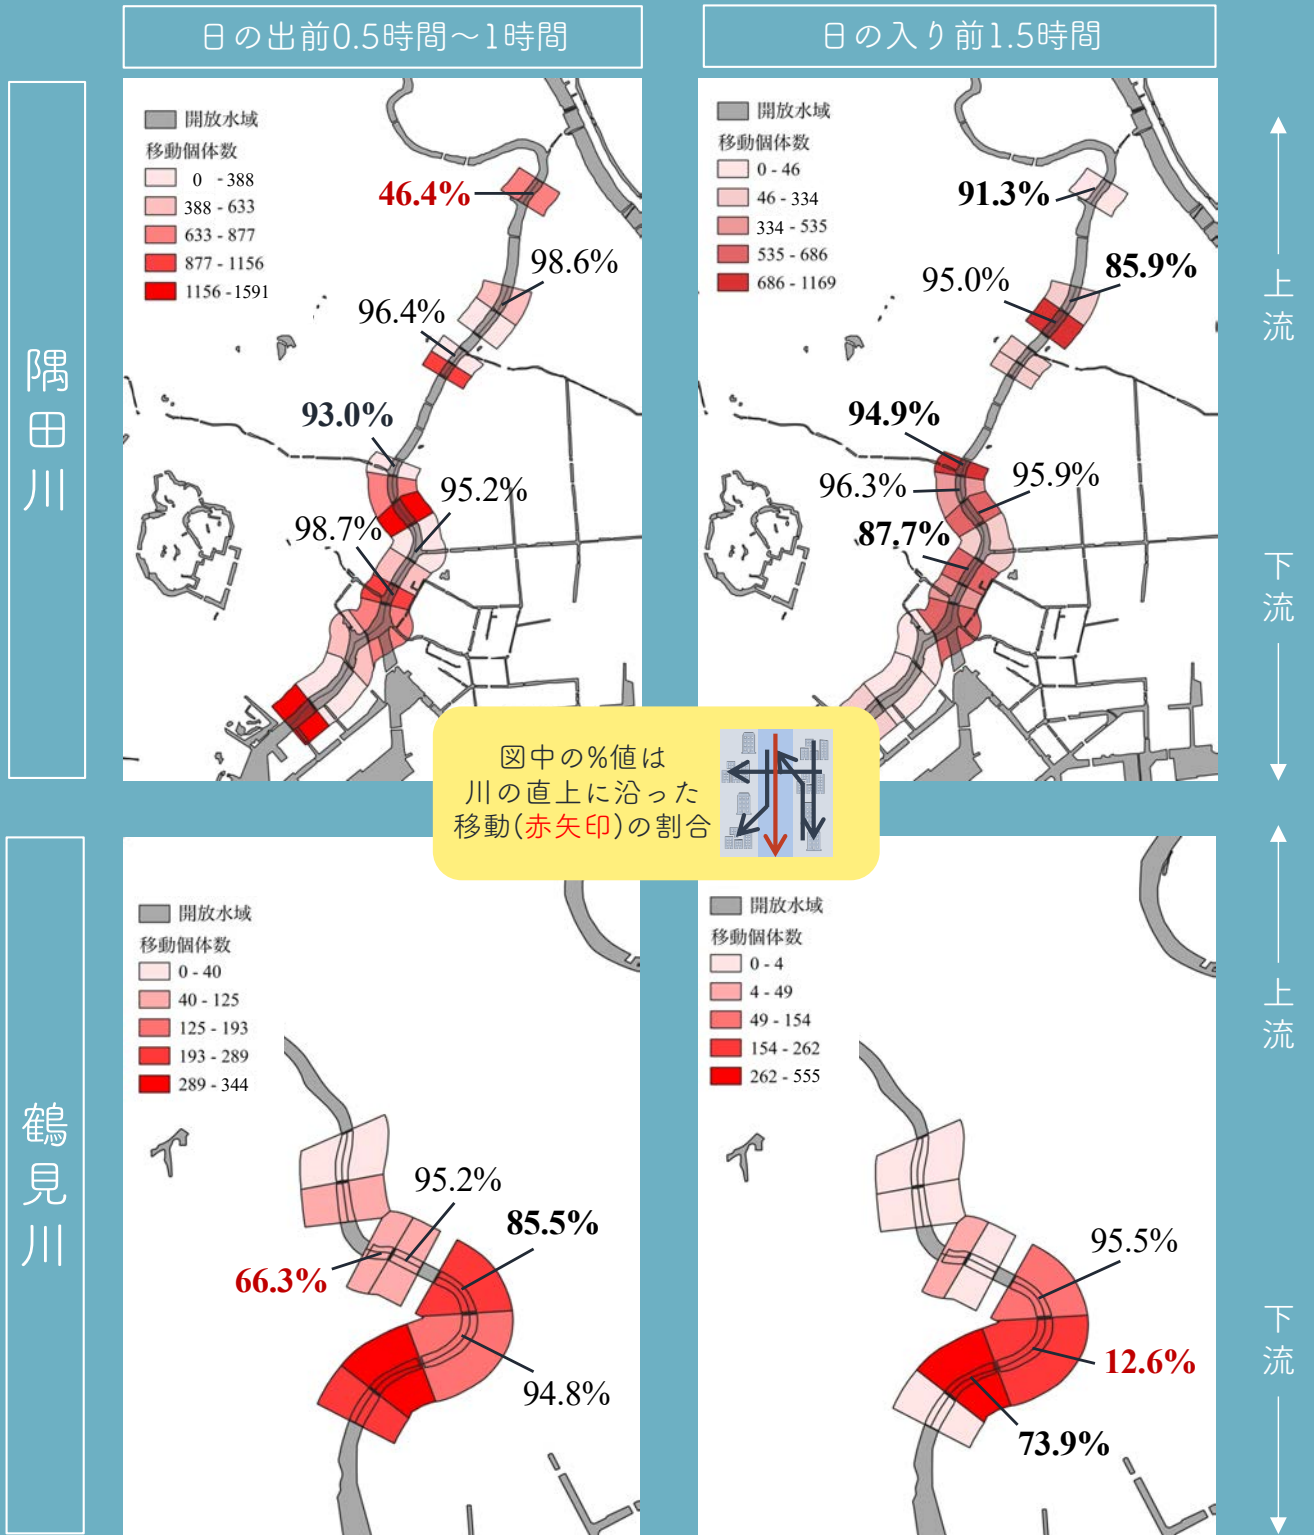 日の出前0.5時間～1時間
日の入り前1.5時間
隅田川
開放水域
移動個体数
0 - 388
388 - 633
633 - 877
877 - 1156
1156 - 1591
46.4%
98.6%
96.4%
93.0%
95.2%
98.7%
開放水域
移動個体数
0 - 46
46 - 334
334 - 535
535 - 686
686 - 1169
91.3%
85.9%
95.0%
94.9%
95.9%
96.3%
87.7%
上流
下流
図中の%値は
川の直上に沿った
移動(赤矢印)の割合
鶴見川
開放水域
移動個体数
0 - 40
40 - 125
125 - 193
193 - 289
289 - 344
95.2%
85.5%
66.3%
94.8%
開放水域
移動個体数
0 - 4
4 - 49
49 - 154
154 - 262
262 - 555
95.5%
12.6%
73.9%
上流
下流